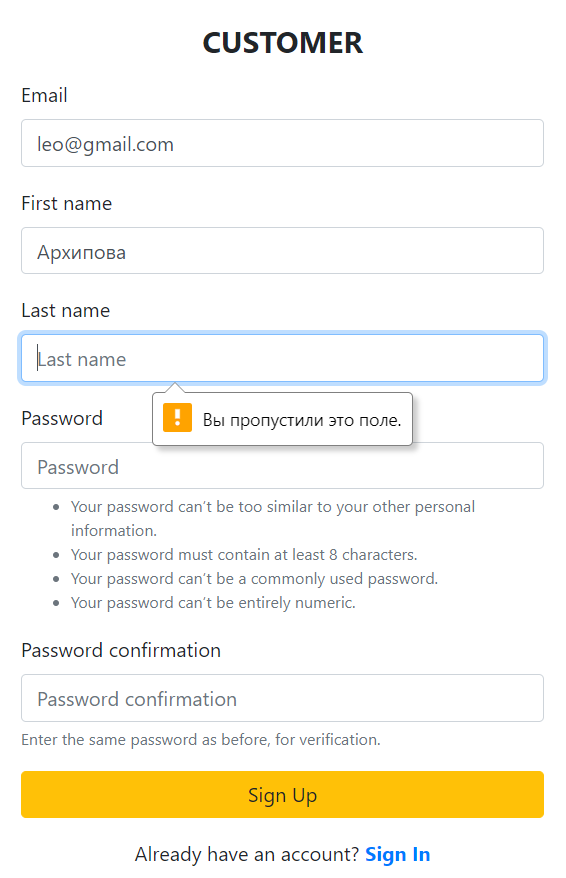 CUSTOMER
Email
leo@gmail.com
First name
Архипова
Last name
Last name
Вы пропустили это поле.
Password
Password
Your password can't be too similar to your other personal
information.
Your password must contain at least 8 characters.
Your password can't be a commonly used password.
Your password can't be entirely numeric.
Password confirmation
Password confirmation
Enter the same password as before, for verification.
Sign Up
Already have an account? Sign In